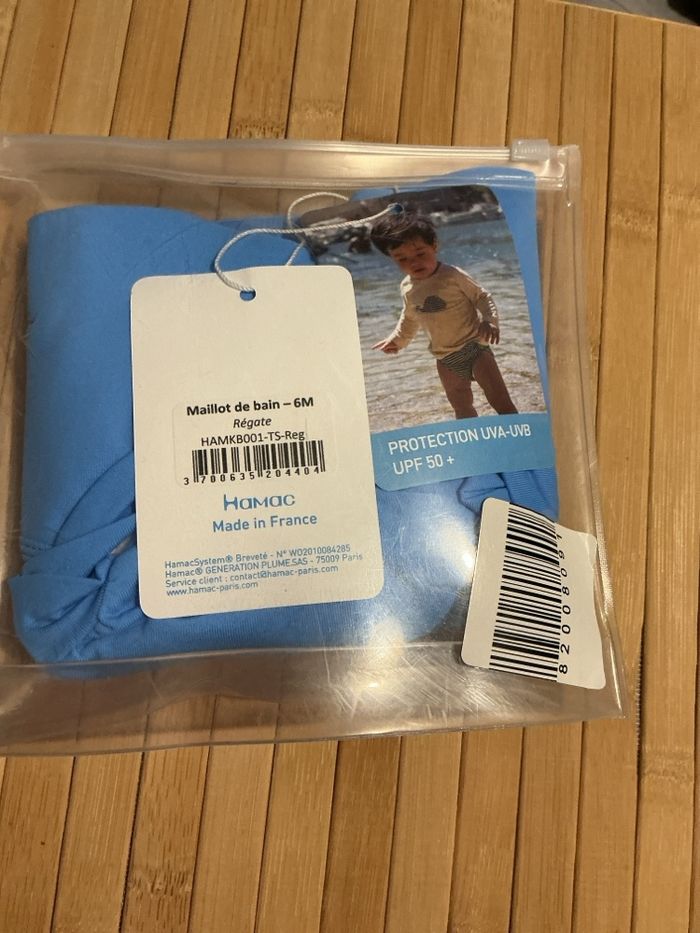 Maillot de bain – 6M
Régate
HAMKB001-TS-Reg
3 700635 204404
Hamac
Made in France
HamacSystem® Breveté - N° WO2010084285
Hamac® GENERATION PLUME.SAS - 75009 Paris
Service client : contact@hamac-paris.com
www.hamac-paris.com
PROTECTION UVA-UVB
UPF 50 +
82008091